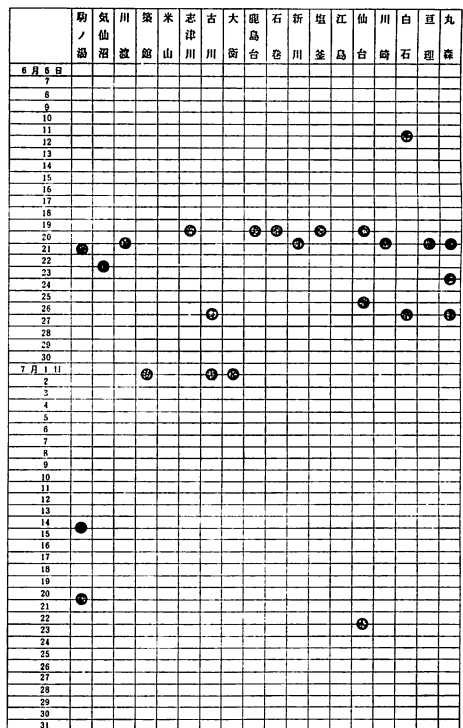 駒ノ湯
気仙沼
川渡
築館
米山
志津川
古川
大衡
鹿島台
石巻
新川
塩釜
江島
仙台
川崎
白石
亘理
丸森
6月6日
7
8
9
10
11
12
13
14
15
16
17
18
19
20
21
22
23
24
25
26
27
28
29
30
7月1日
2
3
4
5
6
7
8
9
10
11
12
13
14
15
16
17
18
19
20
21
22
23
24
25
26
27
28
29
30
31